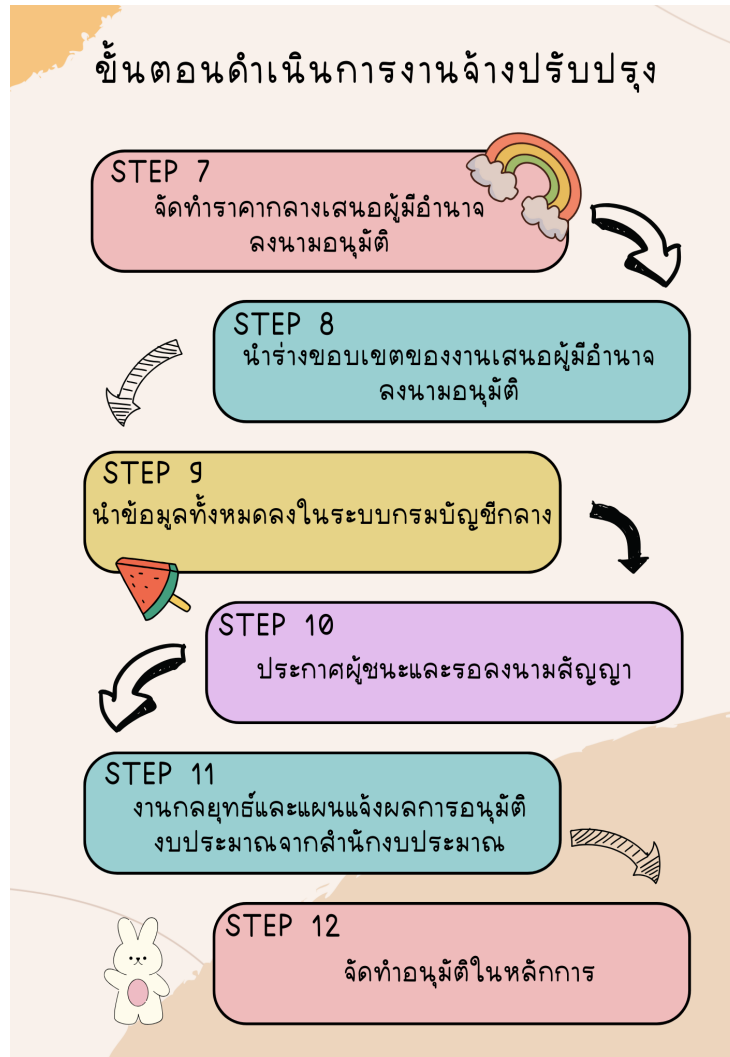 ขั้นตอนดำเนินการงานจ้างปรับปรุง
STEP 7
จัดทำราคากลางเสนอผู้มีอำนาจ
ลงนามอนุมัติ
STEP 8
นำร่างขอบเขตของงานเสนอผู้มีอำนาจ
ลงนามอนุมัติ
STEP 9
นำข้อมูลทั้งหมดลงในระบบกรมบัญชีกลาง
STEP 10
ประกาศผู้ชนะและรอลงนามสัญญา
STEP 11
งานกลยุทธ์และแผนแจ้งผลการอนุมัติ
งบประมาณจากสำนักงบประมาณ
STEP 12
จัดทำอนุมัติในหลักการ